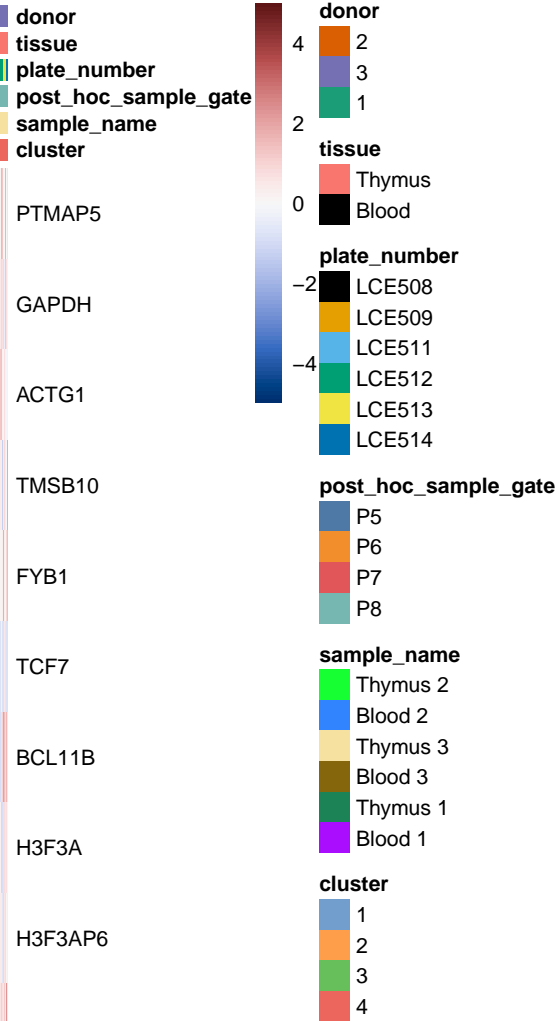 donor
tissue
plate_number
post_hoc_sample_gate
sample_name
cluster
PTMAP5
GAPDH
ACTG1
TMSB10
FYB1
TCF7
BCL11B
H3F3A
H3F3AP6
4
2
0
−2
−4
donor
2
3
1
tissue
Thymus
Blood
plate_number
LCE508
LCE509
LCE511
LCE512
LCE513
LCE514
post_hoc_sample_gate
P5
P6
P7
P8
sample_name
Thymus 2
Blood 2
Thymus 3
Blood 3
Thymus 1
Blood 1
cluster
1
2
3
4